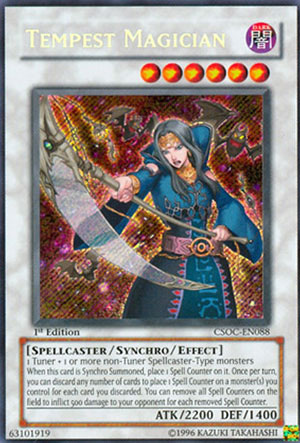 TEMPEST MAGICIAN
DARK
闇
1st Edition
CSOC-EN088
[SPELLCASTER / SYNCHRO / EFFECT]
1 Tuner + 1 or more non-Tuner Spellcaster-Type monsters
When this card is Synchro Summoned, place 1 Spell Counter on it. Once per turn,
you can discard any number of cards to place 1 Spell Counter on a monster(s) you
control for each card you discarded. You can remove all Spell Counters on the
field to inflict 500 damage to your opponent for each removed Spell Counter.
ATK/2200 DEF/1400
63101919
©1996 KAZUKI TAKAHASHI